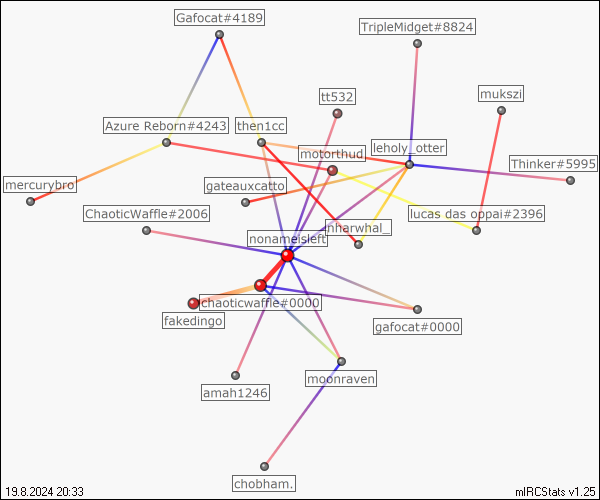 Gafocat#4189
TripleMidget#8824
mukszi
tt532
Azure Reborn#4243
then1cc
leholy_otter
motorthud
Thinker#5995
mercurybro
gateauxcatto
ChaoticWaffle#2006
lucas das oppai#2396
nharwhal_
nonameisleft
chaoticwaffle#0000
fakedingo
gafocat#0000
moonraven
amah1246
chobham.
19.8.2024 20:33
mIRCStats v1.25